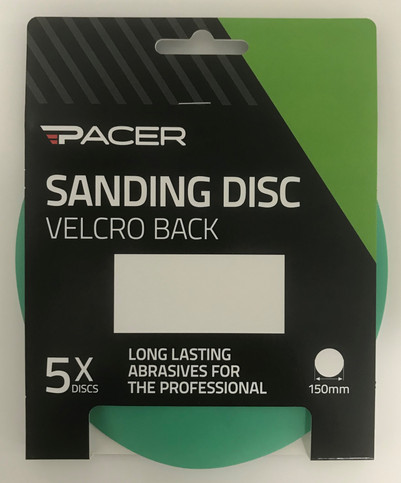 PACER
SANDING DISC
VELCRO BACK
5X
DISCS
LONG LASTING
ABRASIVES FOR
THE PROFESSIONAL
150mm